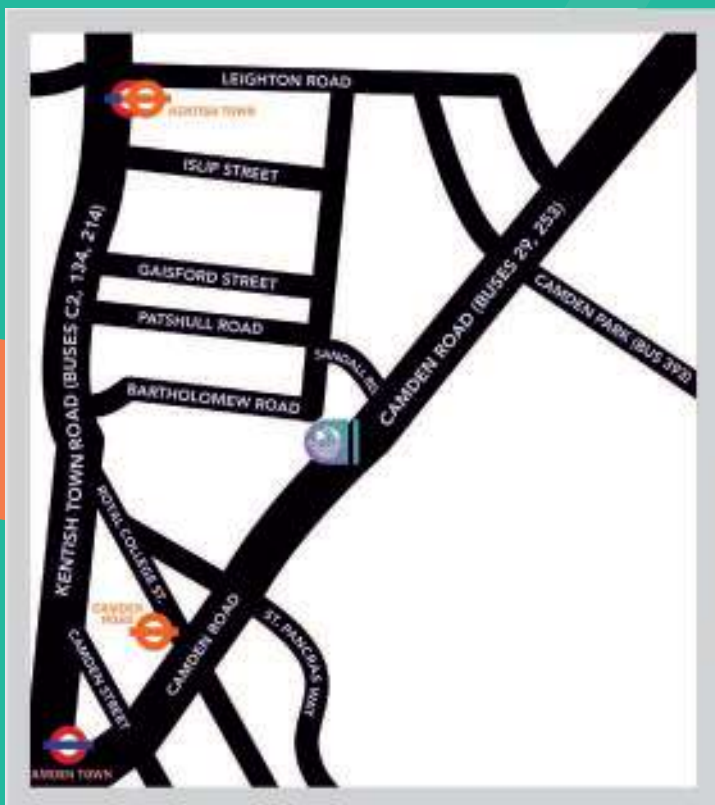 LEIGHTON ROAD
KENTISH TOWN
ISLIP STREET
GAISFORD STREET
PATSHULL ROAD
SANDALL RD
BARTHOLOMEW ROAD
KENTISH TOWN ROAD (BUSES C2, 134, 214)
CAMDEN ROAD (BUSES 29, 253)
CAMDEN PARK (BUS 393)
ROYAL COLLEGE ST.
CAMDEN
ROAD
CAMDEN ROAD
ST. PANCRAS WAY
CAMDEN STREET
CAMDEN TOWN